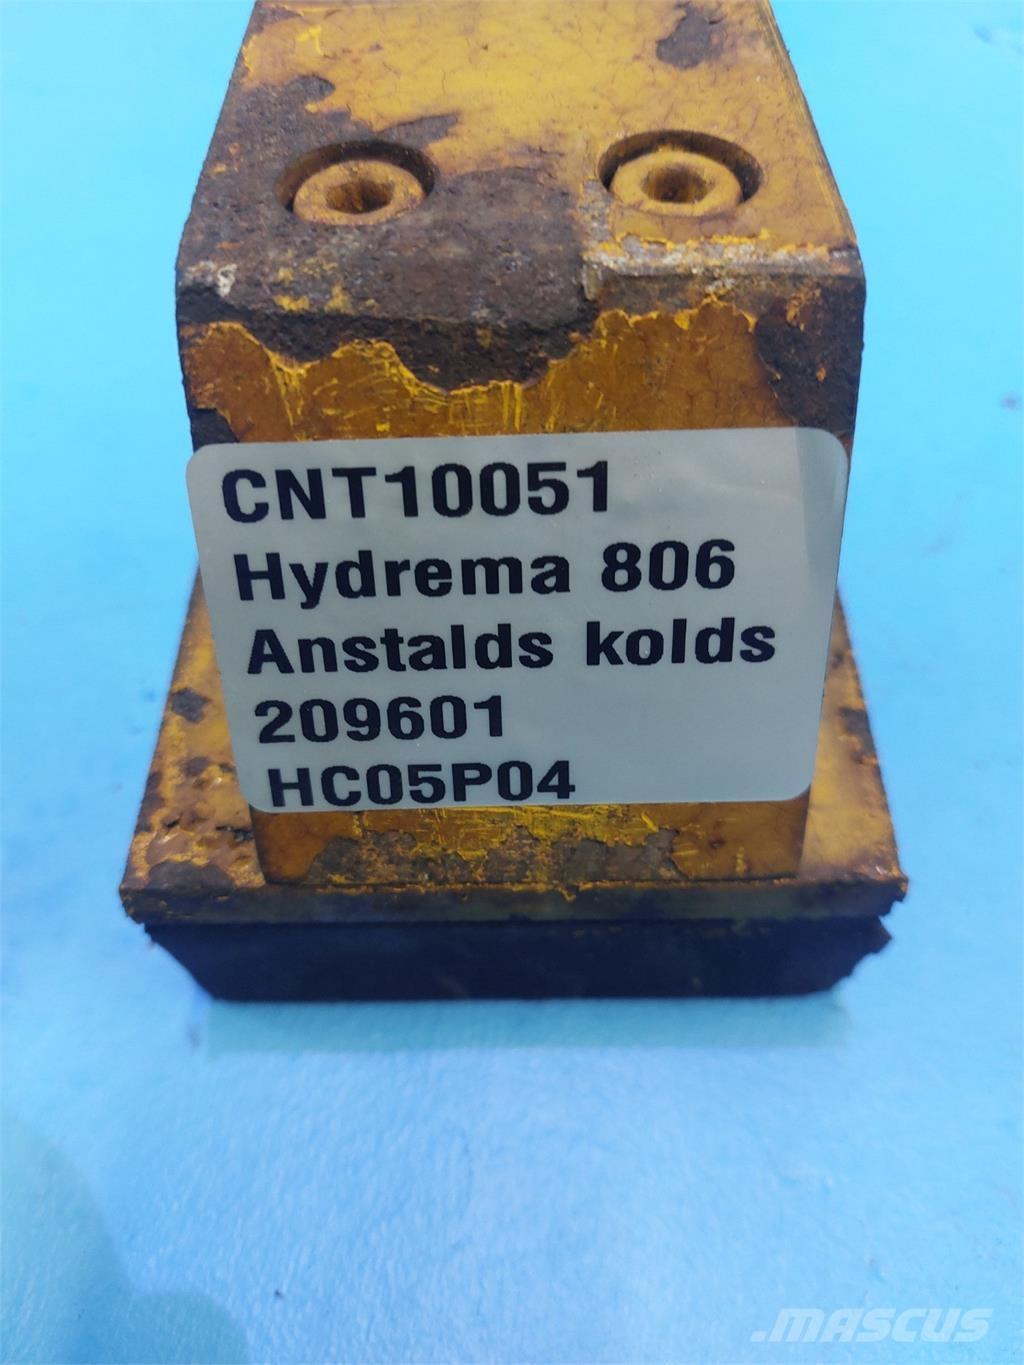 CNT10051
Hydrema 806
Anstalds kolds
209601
HC05P04
MASCUS